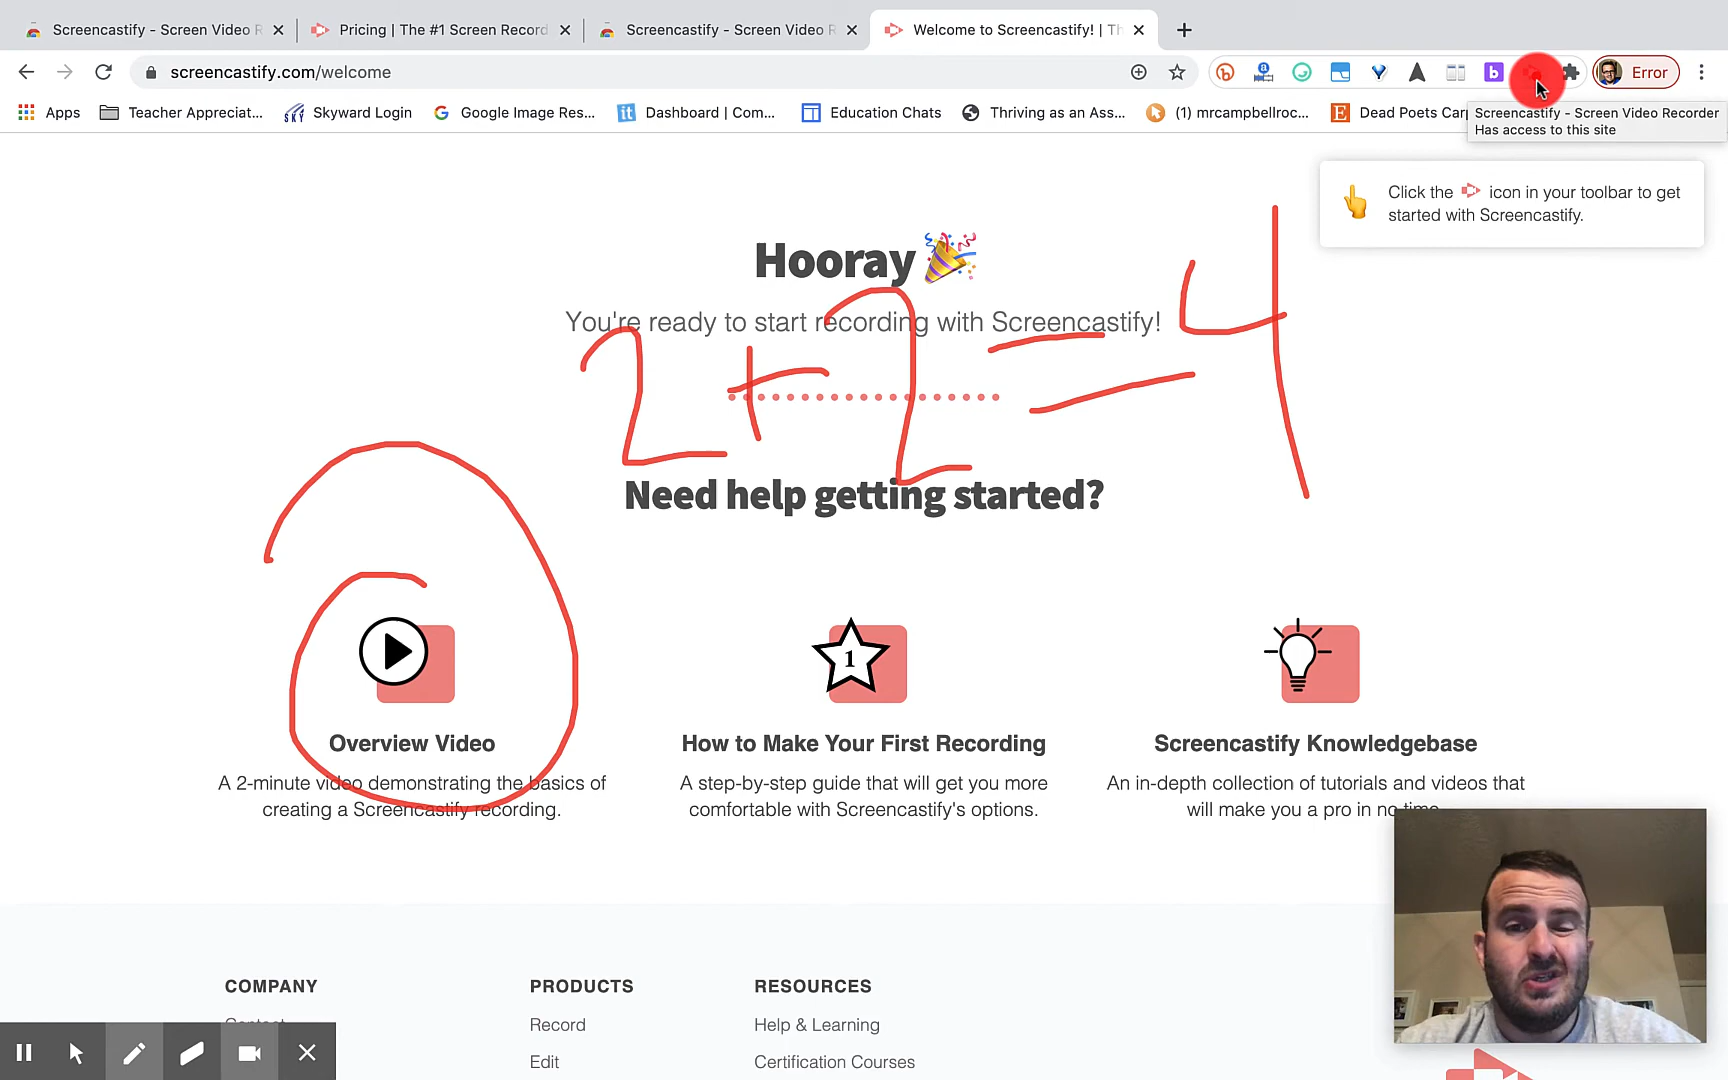 Screencastify - Screen Video R
Pricing | The #1 Screen Record
Screencastify - Screen Video R
Welcome to Screencastify! | Th
screencastify.com/welcome
Error
Apps
Teacher Appreciat...
Skyward Login
Google Image Res...
Dashboard | Com...
Education Chats
Thriving as an Ass...
(1) mrcampbellroc...
Dead Poets Car
Screencastify - Screen Video Recorder
Has access to this site
Click the icon in your toolbar to get
started with Screencastify.
Hooray
You're ready to start recording with Screencastify!
2+2=4
Need help getting started?
1
Overview Video
A 2-minute video demonstrating the basics of
creating a Screencastify recording.
How to Make Your First Recording
A step-by-step guide that will get you more
comfortable with Screencastify's options.
Screencastify Knowledgebase
An in-depth collection of tutorials and videos that
will make you a pro in no time.
COMPANY
Contact
PRODUCTS
Record
Edit
RESOURCES
Help & Learning
Certification Courses